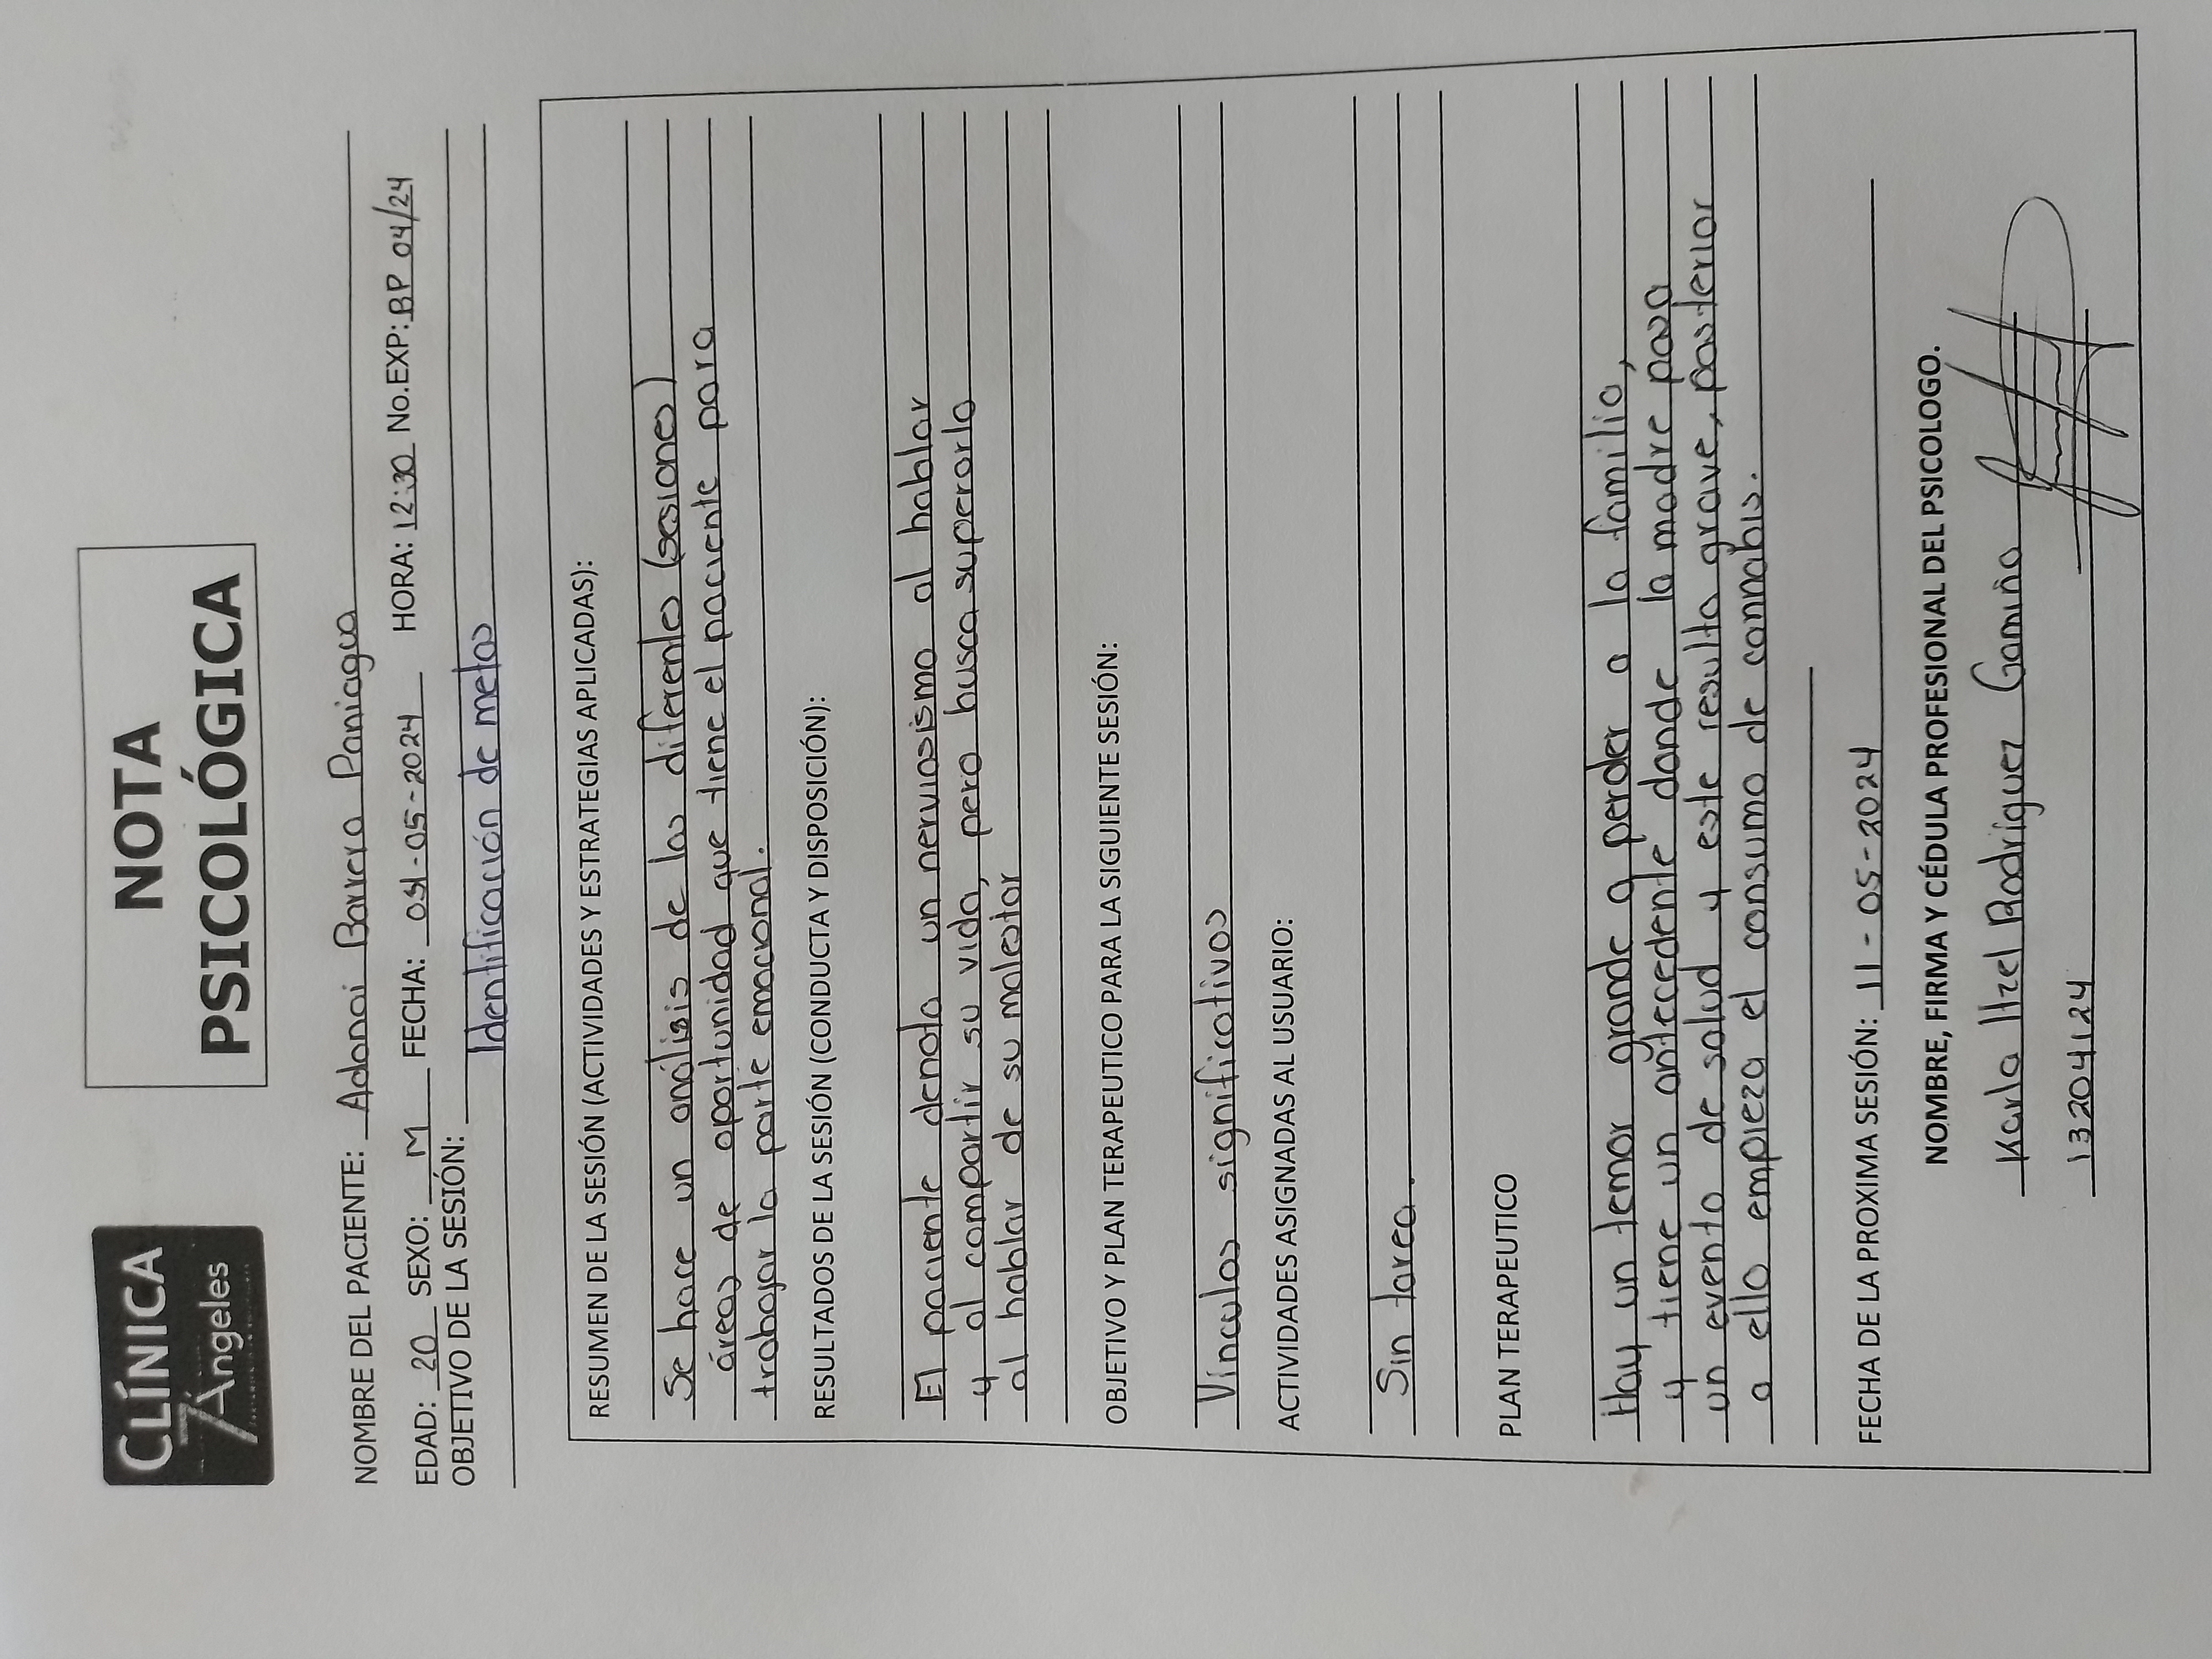 CLÍNICA
7 Ángeles
NOTA
PSICOLÓGICA
NOMBRE DEL PACIENTE: Adonai Barrera Paniagua
EDAD: 20 SEXO: M FECHA: -05-2024 HORA: 12:30 No.EXP: BP 04/24
OBJETIVO DE LA SESIÓN:
Identificación de metas
RESUMEN DE LA SESIÓN (ACTIVIDADES Y ESTRATEGIAS APLICADAS):
Se hace un análisis de las diferentes (sesiones)
áreas de oportunidad que tiene el paciente para
trabajar la parte emocional.
RESULTADOS DE LA SESIÓN (CONDUCTA Y DISPOSICIÓN):
El paciente denota un nerviosismo al hablar
y al compartir su vida, pero busca superarlo
al hablar de su malestar
OBJETIVO Y PLAN TERAPEUTICO PARA LA SIGUIENTE SESIÓN:
Vínculos significativos
ACTIVIDADES ASIGNADAS AL USUARIO:
Sin tarea.
PLAN TERAPEUTICO
Hay un temor grande a perder a la familia,
y tiene un antecedente donde la madre pasa
un evento de salud y este resulta grave, posterior
a ello empieza el consumo de cannabis.
FECHA DE LA PROXIMA SESIÓN: 11-05-2024
NOMBRE, FIRMA Y CÉDULA PROFESIONAL DEL PSICOLOGO.
Karla Itzel Rodríguez Gamiño
13204124